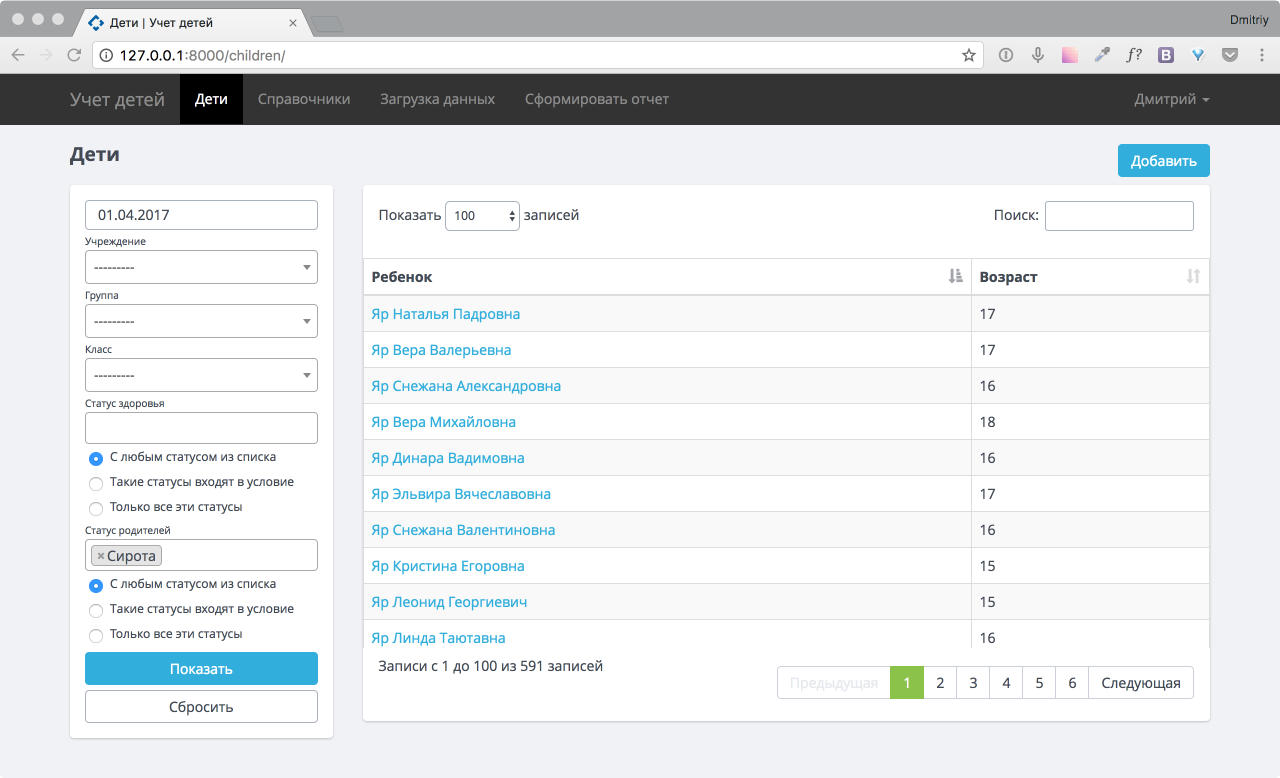 Дети | Учет детей
Dmitriy
127.0.0.1:8000/children/
f?
B
Учет детей Дети Справочники Загрузка данных Сформировать отчет Дмитрий
Дети
Добавить
01.04.2017
Учреждение
---------
Группа
---------
Класс
---------
Статус здоровья
С любым статусом из списка
Такие статусы входят в условие
Только все эти статусы
Статус родителей
×Сирота
С любым статусом из списка
Такие статусы входят в условие
Только все эти статусы
Показать
Сбросить
Показать 100 записей
Поиск:
Ребенок Возраст
Яр Наталья Падровна 17
Яр Вера Валерьевна 17
Яр Снежана Александровна 16
Яр Вера Михайловна 18
Яр Динара Вадимовна 16
Яр Эльвира Вячеславовна 17
Яр Снежана Валентиновна 16
Яр Кристина Егоровна 15
Яр Леонид Георгиевич 15
Яр Линда Таютавна 16
Записи с 1 до 100 из 591 записей
Предыдущая 1 2 3 4 5 6 Следующая